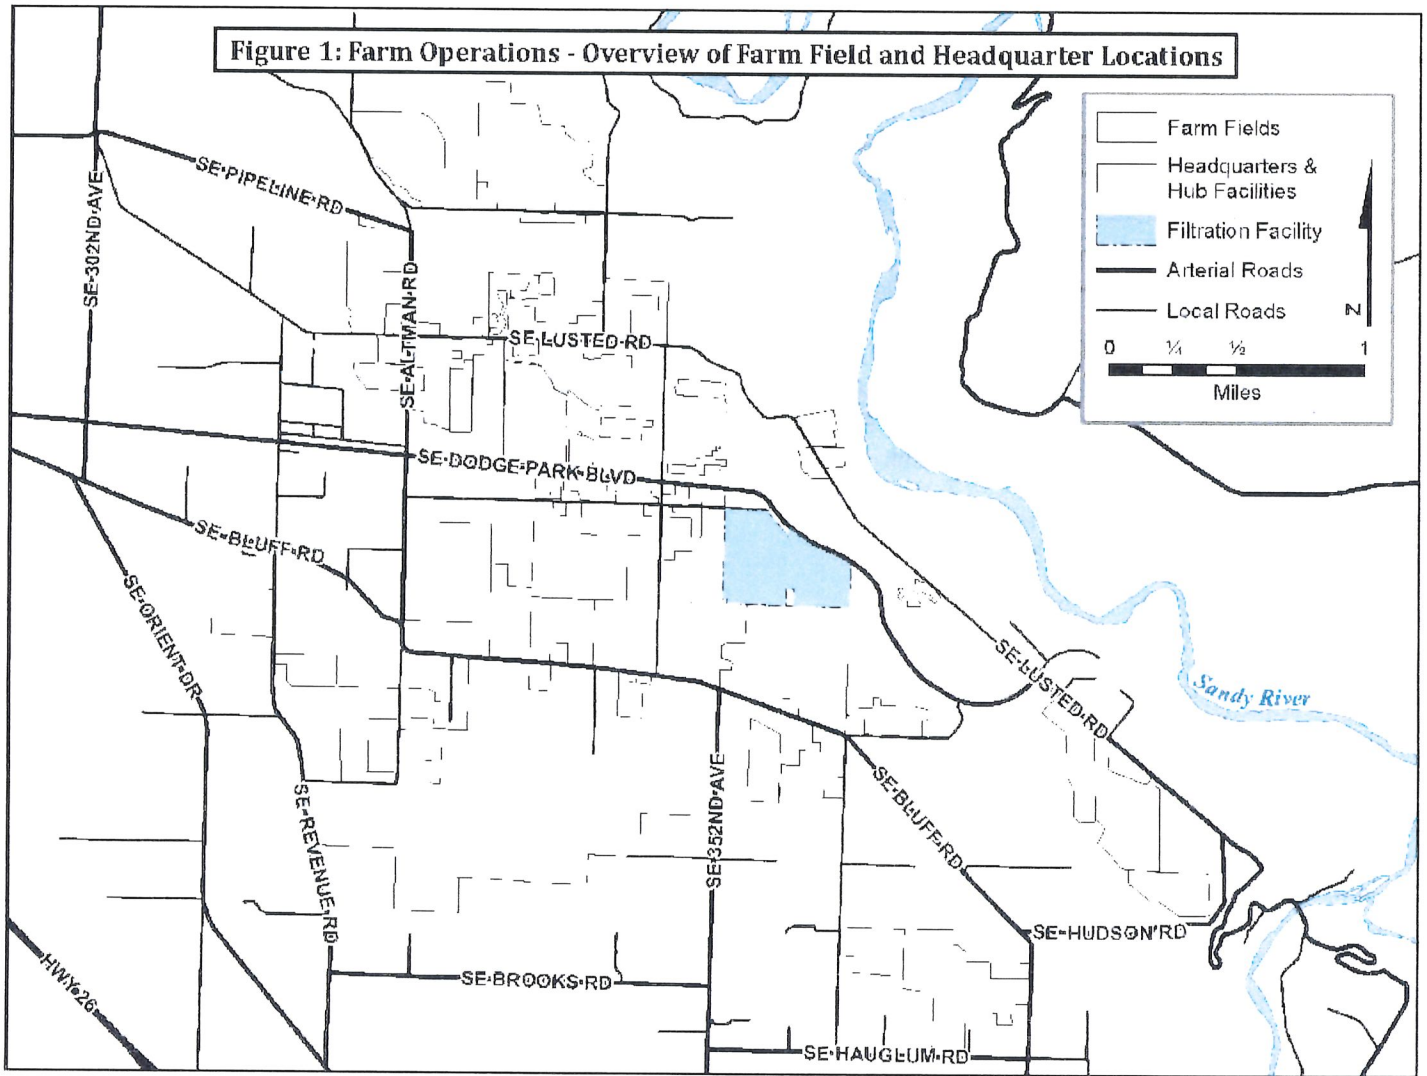 Figure 1: Farm Operations - Overview of Farm Field and Headquarter Locations
Farm Fields
Headquarters &
Hub Facilities
Filtration Facility
Arterial Roads
Local Roads
N
0 ¼ ½ 1
Miles
SE PIPELINE RD
SE 302ND AVE
SE ALTMAN RD
SE LUSTED RD
SE DODGE PARK BLVD
SE BLUFF RD
SE ORIENT DR
SE LUSTED RD
Sandy River
SE REVENUE RD
SE 352ND AVE
SE BLUFF RD
SE HUDSON RD
HWY 26
SE BROOKS RD
SE HAUGLUM RD